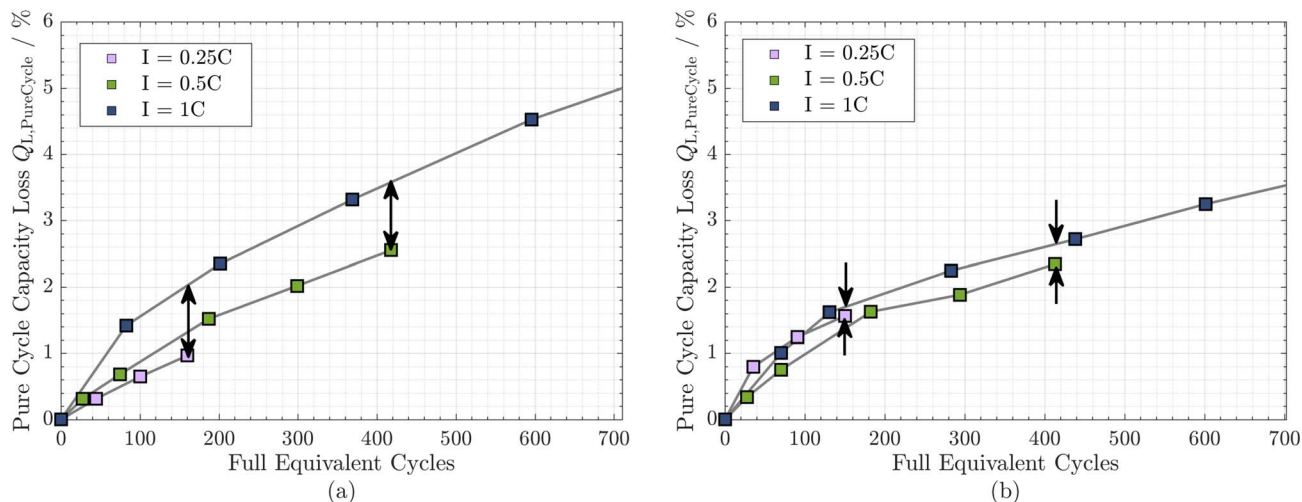 Pure Cycle Capacity Loss Q_L,PureCycle / %
6
5
4
3
2
1
0
I = 0.25C
I = 0.5C
I = 1C
0 100 200 300 400 500 600 700
Full Equivalent Cycles
(a)
Pure Cycle Capacity Loss Q_L,PureCycle / %
6
5
4
3
2
1
0
I = 0.25C
I = 0.5C
I = 1C
0 100 200 300 400 500 600 700
Full Equivalent Cycles
(b)